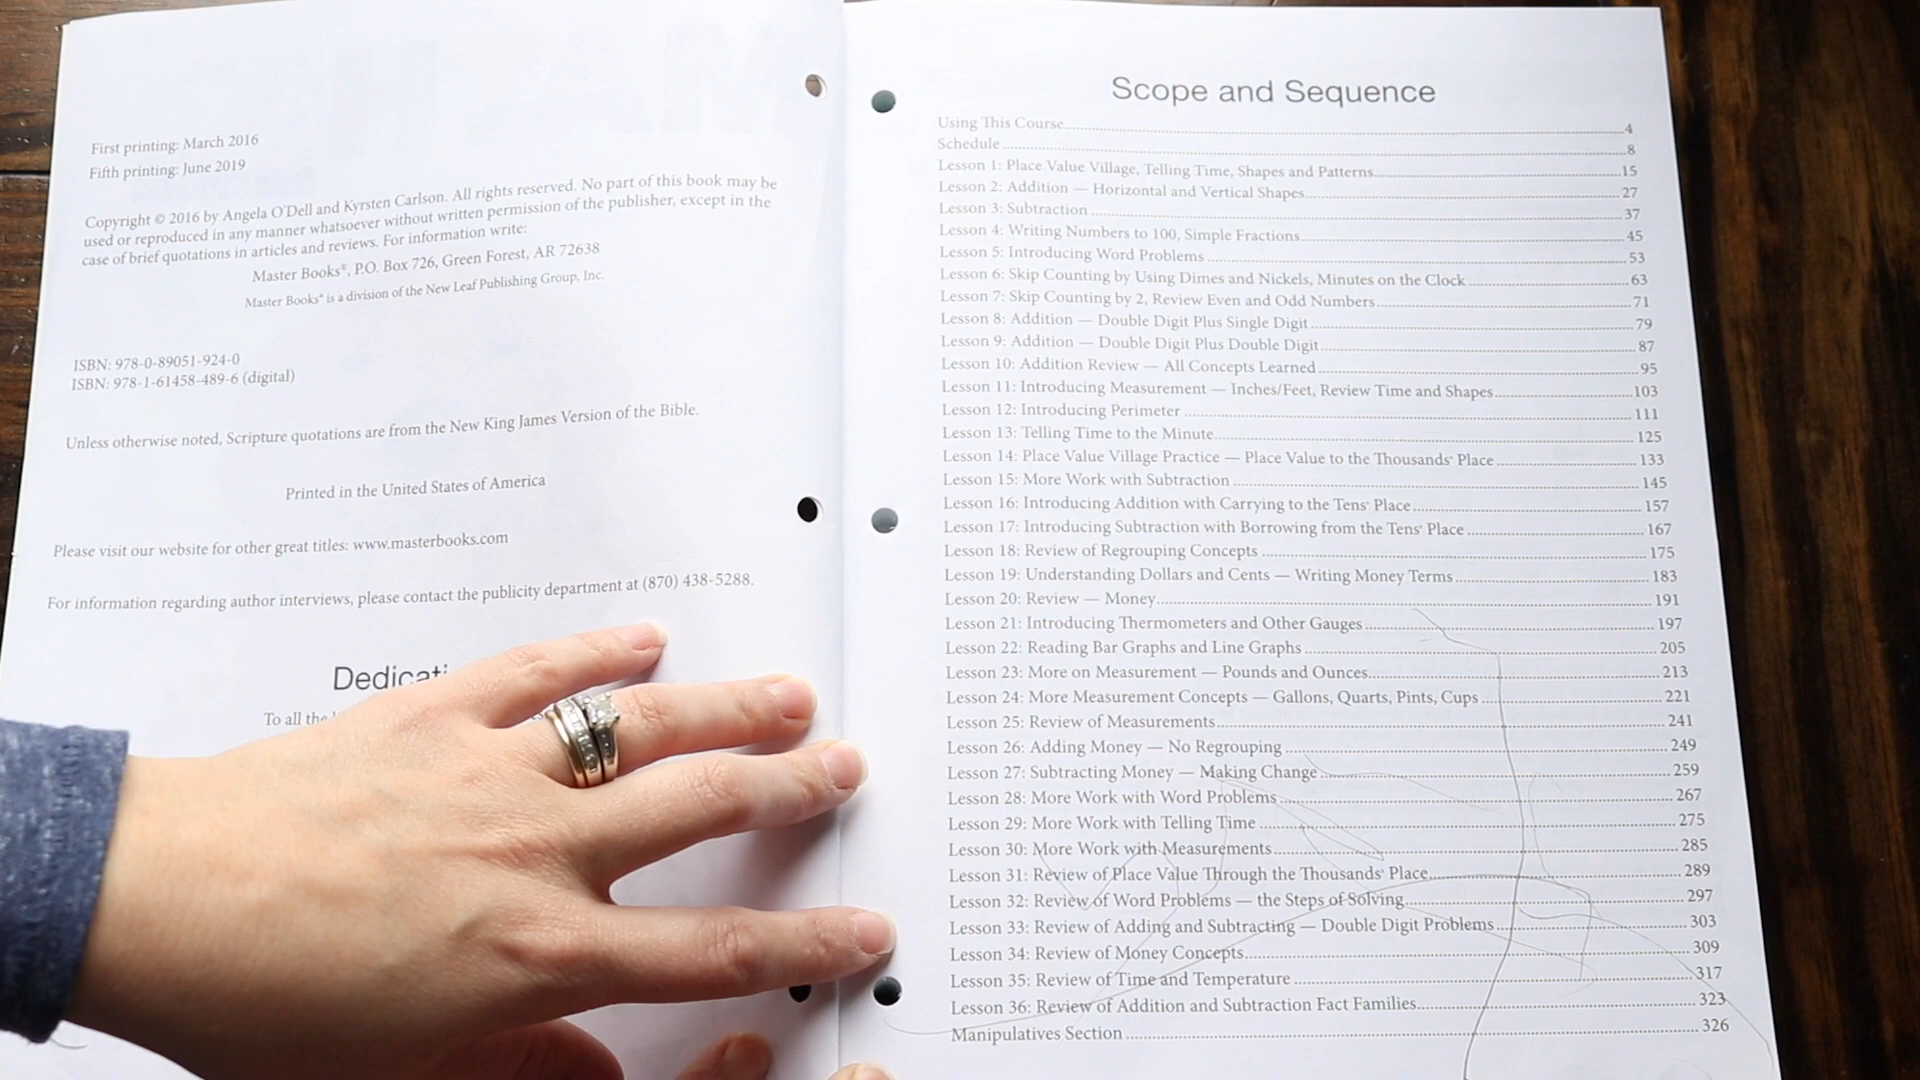 First printing: March 2016
Fifth printing: June 2019
Copyright © 2016 by Angela O'Dell and Kyrsten Carlson. All rights reserved. No part of this book may be
used or reproduced in any manner whatsoever without written permission of the publisher, except in the
case of brief quotations in articles and reviews. For information write:
Master Books®, P.O. Box 726, Green Forest, AR 72638
Master Books® is a division of the New Leaf Publishing Group, Inc.
ISBN: 978-0-89051-924-0
ISBN: 978-1-61458-489-6 (digital)
Unless otherwise noted, Scripture quotations are from the New King James Version of the Bible.
Printed in the United States of America
Please visit our website for other great titles: www.masterbooks.com
For information regarding author interviews, please contact the publicity department at (870) 438-5288.
To all the
Scope and Sequence
Using This Course 4
Schedule 8
Lesson 1: Place Value Village, Telling Time, Shapes and Patterns 15
Lesson 2: Addition — Horizontal and Vertical Shapes 27
Lesson 3: Subtraction 37
Lesson 4: Writing Numbers to 100, Simple Fractions 45
Lesson 5: Introducing Word Problems 53
Lesson 6: Skip Counting by Using Dimes and Nickels, Minutes on the Clock 63
Lesson 7: Skip Counting by 2, Review Even and Odd Numbers 71
Lesson 8: Addition — Double Digit Plus Single Digit 79
Lesson 9: Addition — Double Digit Plus Double Digit 87
Lesson 10: Addition Review — All Concepts Learned 95
Lesson 11: Introducing Measurement — Inches/Feet, Review Time and Shapes 103
Lesson 12: Introducing Perimeter 111
Lesson 13: Telling Time to the Minute 125
Lesson 14: Place Value Village Practice — Place Value to the Thousands' Place 133
Lesson 15: More Work with Subtraction 145
Lesson 16: Introducing Addition with Carrying to the Tens' Place 157
Lesson 17: Introducing Subtraction with Borrowing from the Tens' Place 167
Lesson 18: Review of Regrouping Concepts 175
Lesson 19: Understanding Dollars and Cents — Writing Money Terms 183
Lesson 20: Review — Money 191
Lesson 21: Introducing Thermometers and Other Gauges 197
Lesson 22: Reading Bar Graphs and Line Graphs 205
Lesson 23: More on Measurement — Pounds and Ounces 213
Lesson 24: More Measurement Concepts — Gallons, Quarts, Pints, Cups 221
Lesson 25: Review of Measurements 241
Lesson 26: Adding Money — No Regrouping 249
Lesson 27: Subtracting Money — Making Change 259
Lesson 28: More Work with Word Problems 267
Lesson 29: More Work with Telling Time 275
Lesson 30: More Work with Measurements 285
Lesson 31: Review of Place Value Through the Thousands' Place 289
Lesson 32: Review of Word Problems — the Steps of Solving 297
Lesson 33: Review of Adding and Subtracting — Double Digit Problems 303
Lesson 34: Review of Money Concepts 309
Lesson 35: Review of Time and Temperature 317
Lesson 36: Review of Addition and Subtraction Fact Families 323
Manipulatives Section 326